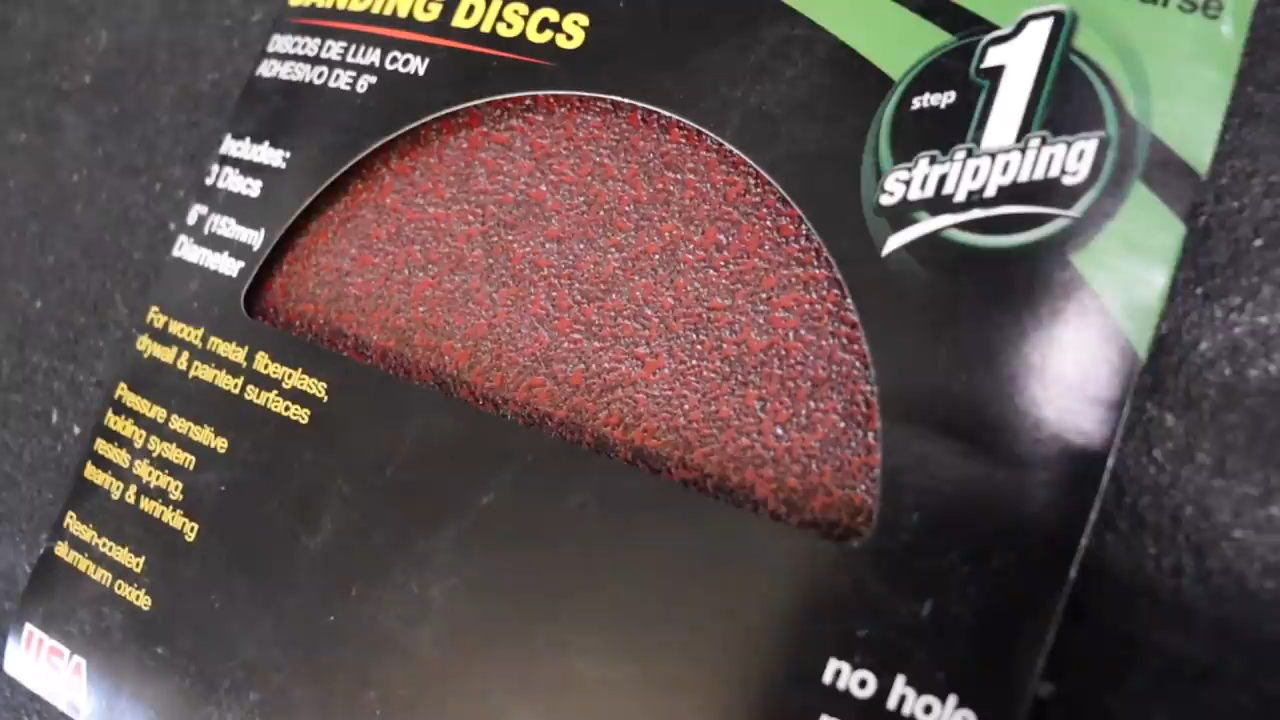 SANDING DISCS
DISCOS DE LIJA CON
ADHESIVO DE 6"
step 1
stripping
Includes:
3 Discs
6" (152mm)
Diameter
For wood, metal, fiberglass,
drywall & painted surfaces
Pressure sensitive
holding system
resists slipping,
tearing & wrinkling
Resin-coated
aluminum oxide
USA
no hole